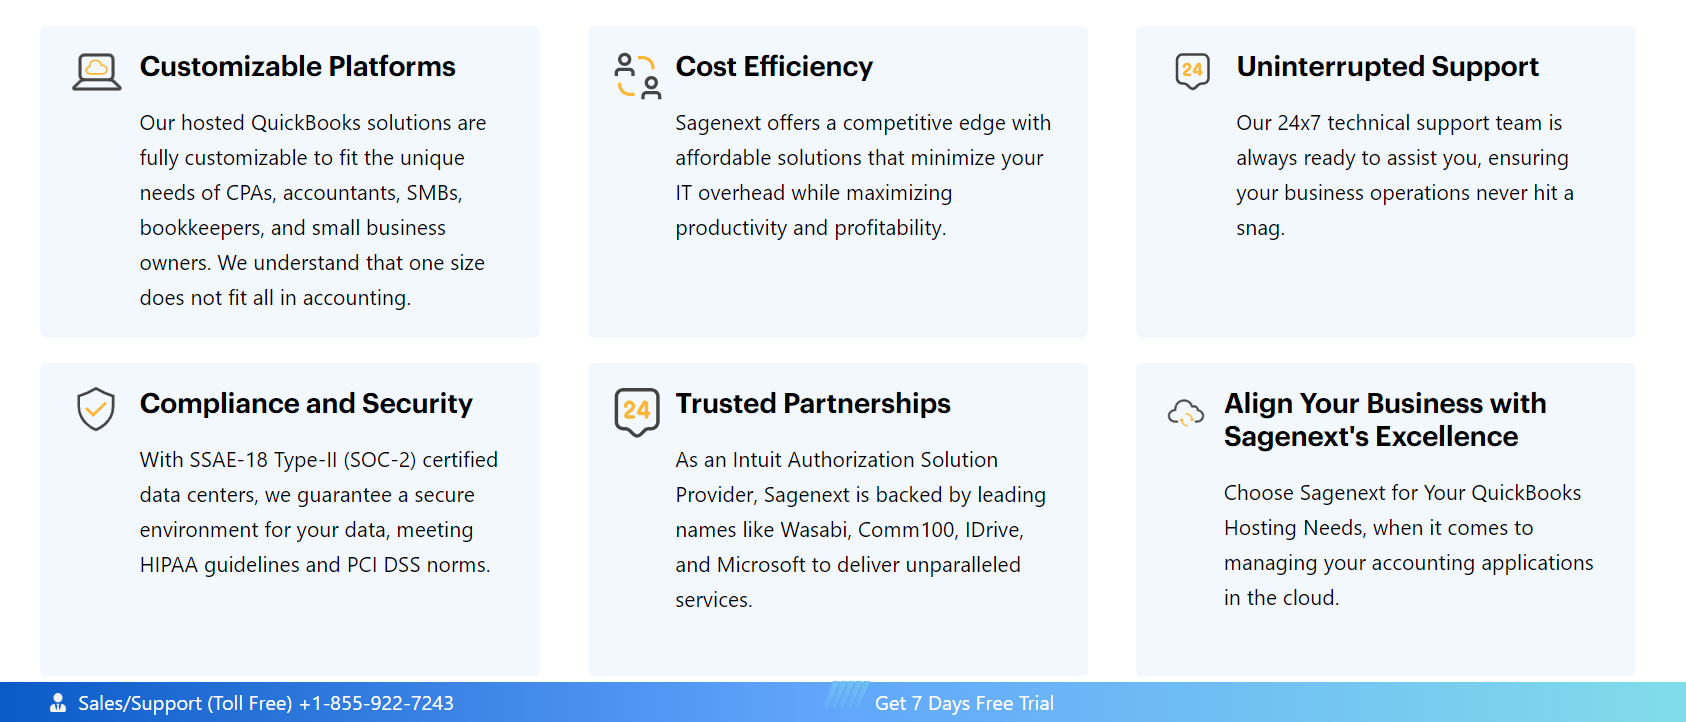 Customizable Platforms
Our hosted QuickBooks solutions are
fully customizable to fit the unique
needs of CPAs, accountants, SMBs,
bookkeepers, and small business
owners. We understand that one size
does not fit all in accounting.
Cost Efficiency
Sagenext offers a competitive edge with
affordable solutions that minimize your
IT overhead while maximizing
productivity and profitability.
24
Uninterrupted Support
Our 24x7 technical support team is
always ready to assist you, ensuring
your business operations never hit a
snag.
Compliance and Security
With SSAE-18 Type-II (SOC-2) certified
data centers, we guarantee a secure
environment for your data, meeting
HIPAA guidelines and PCI DSS norms.
24
Trusted Partnerships
As an Intuit Authorization Solution
Provider, Sagenext is backed by leading
names like Wasabi, Comm100, IDrive,
and Microsoft to deliver unparalleled
services.
Align Your Business with
Sagenext's Excellence
Choose Sagenext for Your QuickBooks
Hosting Needs, when it comes to
managing your accounting applications
in the cloud.
Sales/Support (Toll Free) +1-855-922-7243
Get 7 Days Free Trial